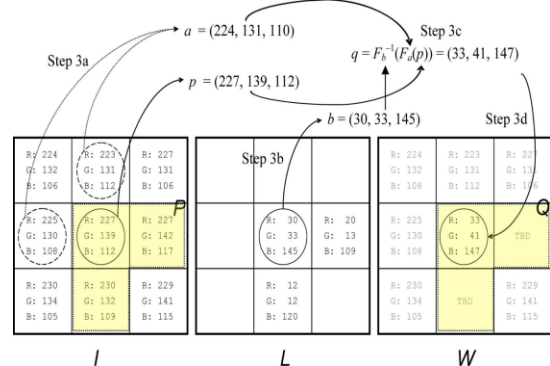 Step 3a
a = (224, 131, 110)
Step 3c
q = F_b^{-1}(F_a(p)) = (33, 41, 147)
p = (227, 139, 112)
b = (30, 33, 145)
Step 3d
Step 3b
R: 224 R: 223 R: 227
G: 132 G: 131 G: 131
B: 106 B: 112 B: 106
P
R: 225 R: 227 R: 227
G: 130 G: 139 G: 142
B: 108 B: 112 B: 117
R: 230 R: 230 R: 229
G: 134 G: 132 G: 141
B: 105 B: 109 B: 115
I
R: 30 R: 20
G: 33 G: 13
B: 145 B: 109
R: 12
G: 12
B: 120
L
R: 224 R: 223 R: 227
G: 132 G: 131 G: 131
B: 106 B: 112 B: 106
Q
R: 225 R: 33
G: 130 G: 41 TBD
B: 108 B: 147
R: 230 R: 229
G: 134 TBD G: 141
B: 105 B: 115
W